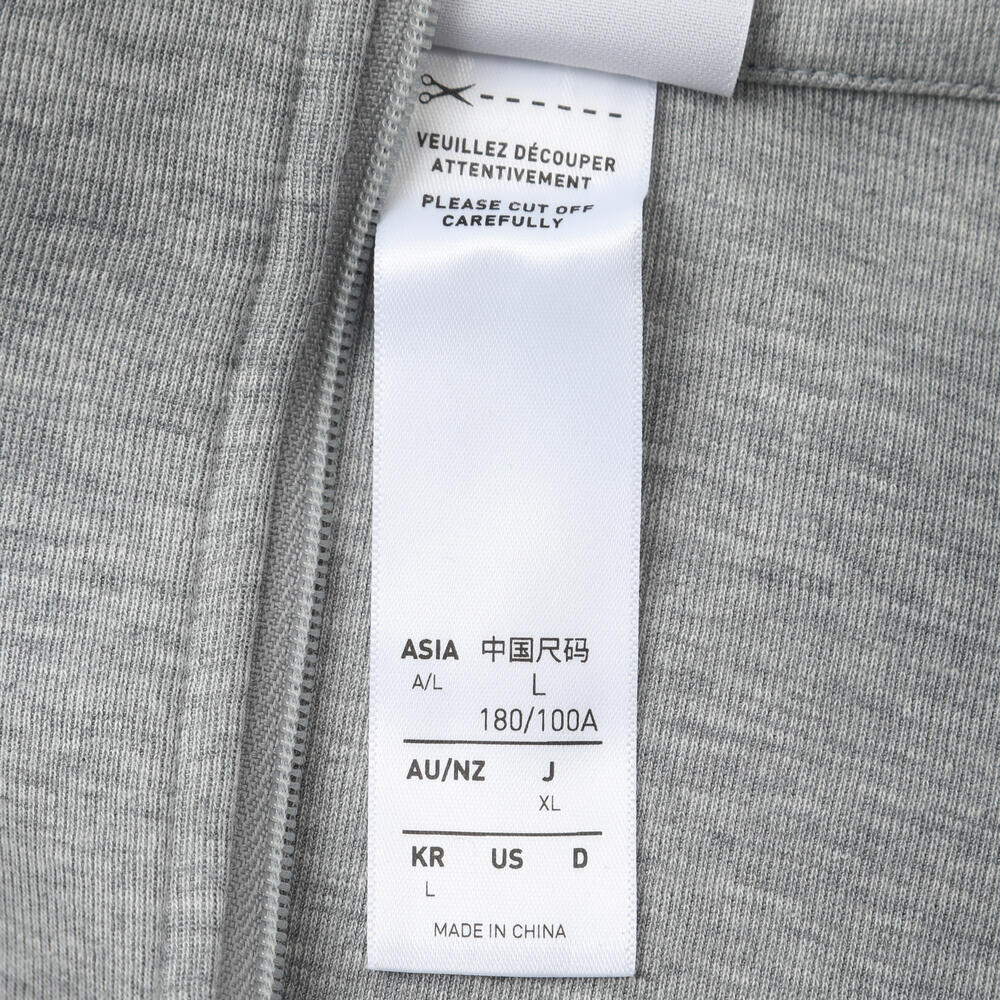 VEUILLEZ DÉCOUPER
ATTENTIVEMENT
PLEASE CUT OFF
CAREFULLY
ASIA 中国尺码
A/L L
180/100A
AU/NZ J
XL
KR US D
L
MADE IN CHINA